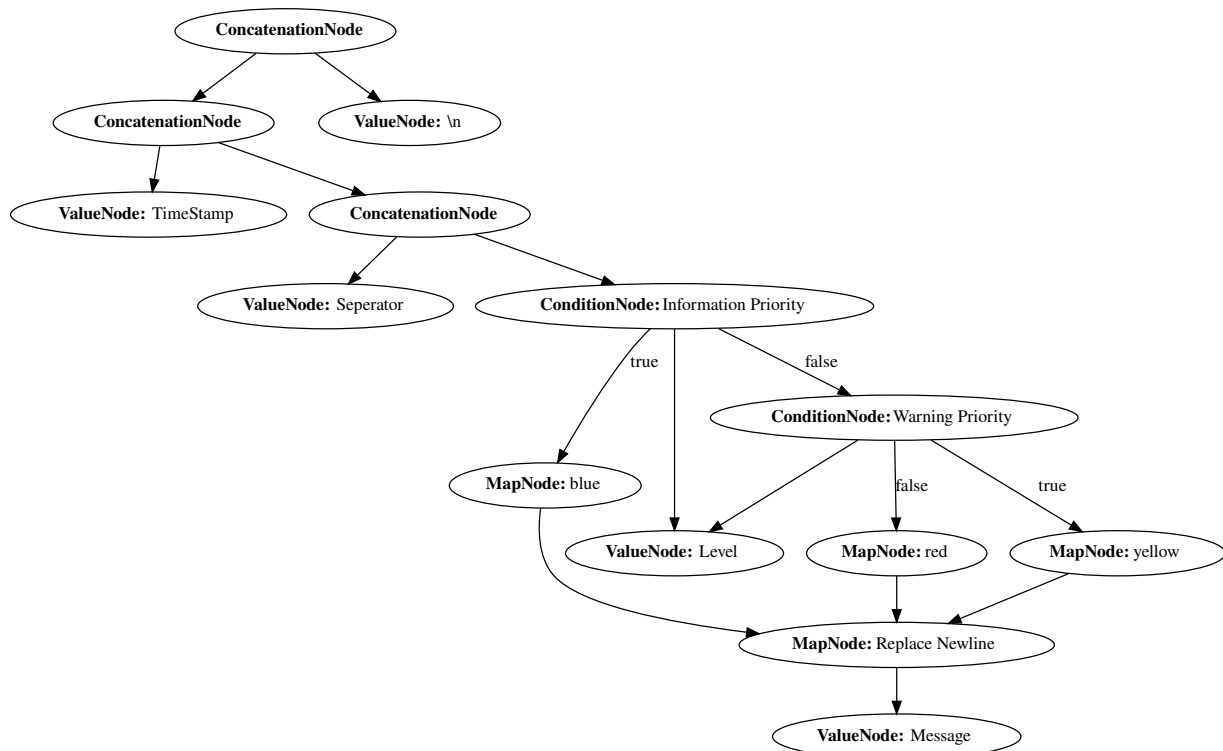 ConcatenationNode
ConcatenationNode
ValueNode: \n
ValueNode: TimeStamp
ConcatenationNode
ValueNode: Seperator
ConditionNode: Information Priority
true
false
ConditionNode: Warning Priority
MapNode: blue
false
true
ValueNode: Level
MapNode: red
MapNode: yellow
MapNode: Replace Newline
ValueNode: Message